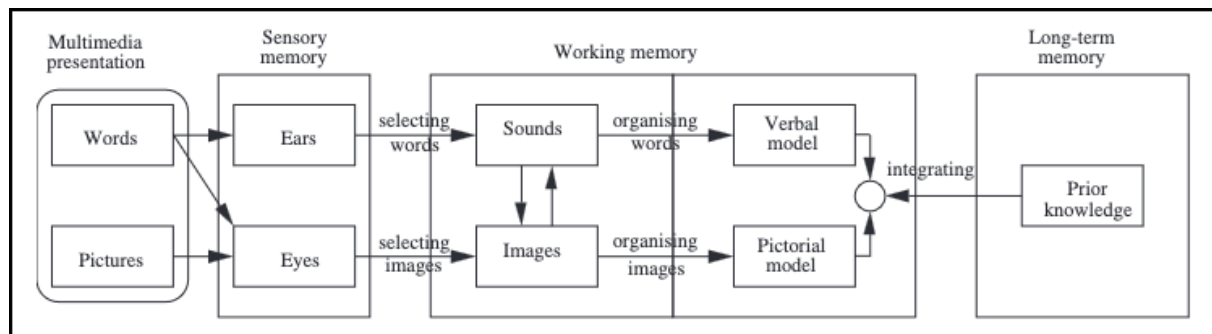 Multimedia
presentation
Sensory
memory
Working memory
Long-term
memory
Words
Ears
selecting
words
Sounds
organising
words
Verbal
model
integrating
Prior
knowledge
Pictures
Eyes
selecting
images
Images
organising
images
Pictorial
model